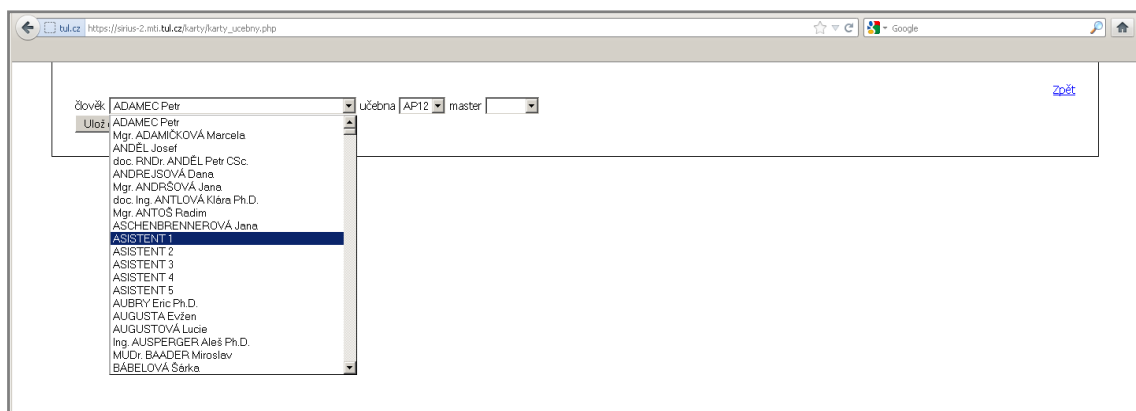 tul.cz https://sirius-2.mti.tul.cz/karty/karty_ucebny.php Google
Zpět
člověk ADAMEC Petr učebna AP12 master
Ulož
ADAMEC Petr
Mgr. ADAMIČKOVÁ Marcela
ANDĚL Josef
doc. RNDr. ANDĚL Petr CSc.
ANDREJSOVÁ Dana
Mgr. ANDRŠOVÁ Jana
doc. Ing. ANTLOVÁ Klára Ph.D.
Mgr. ANTOŠ Radim
ASCHENBRENNEROVÁ Jana
ASISTENT 1
ASISTENT 2
ASISTENT 3
ASISTENT 4
ASISTENT 5
AUBRY Eric Ph.D.
AUGUSTA Evžen
AUGUSTOVÁ Lucie
Ing. AUSPERGER Aleš Ph.D.
MUDr. BAADER Miroslav
BÁBELOVÁ Šárka